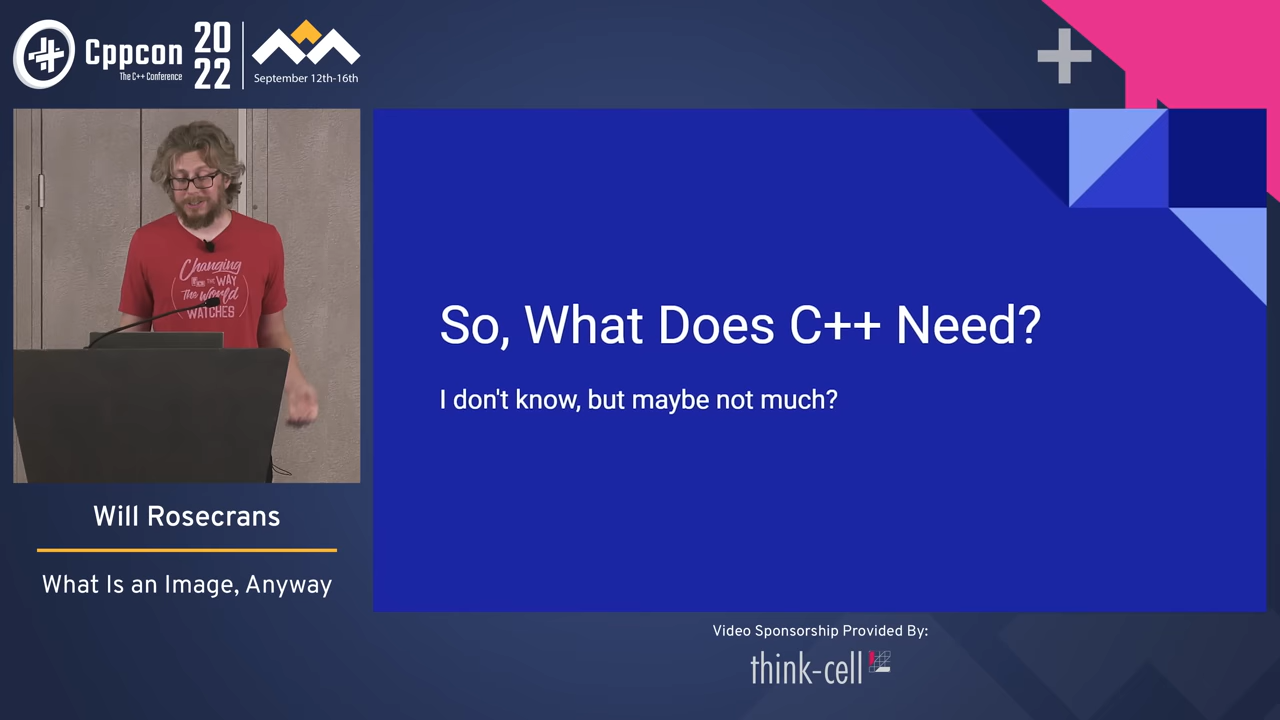 Cppcon
The C++ Conference
20
22
September 12th-16th
Changing
THE WAY
The World
WATCHES
So, What Does C++ Need?
I don't know, but maybe not much?
Will Rosecrans
What Is an Image, Anyway
Video Sponsorship Provided By:
think-cell